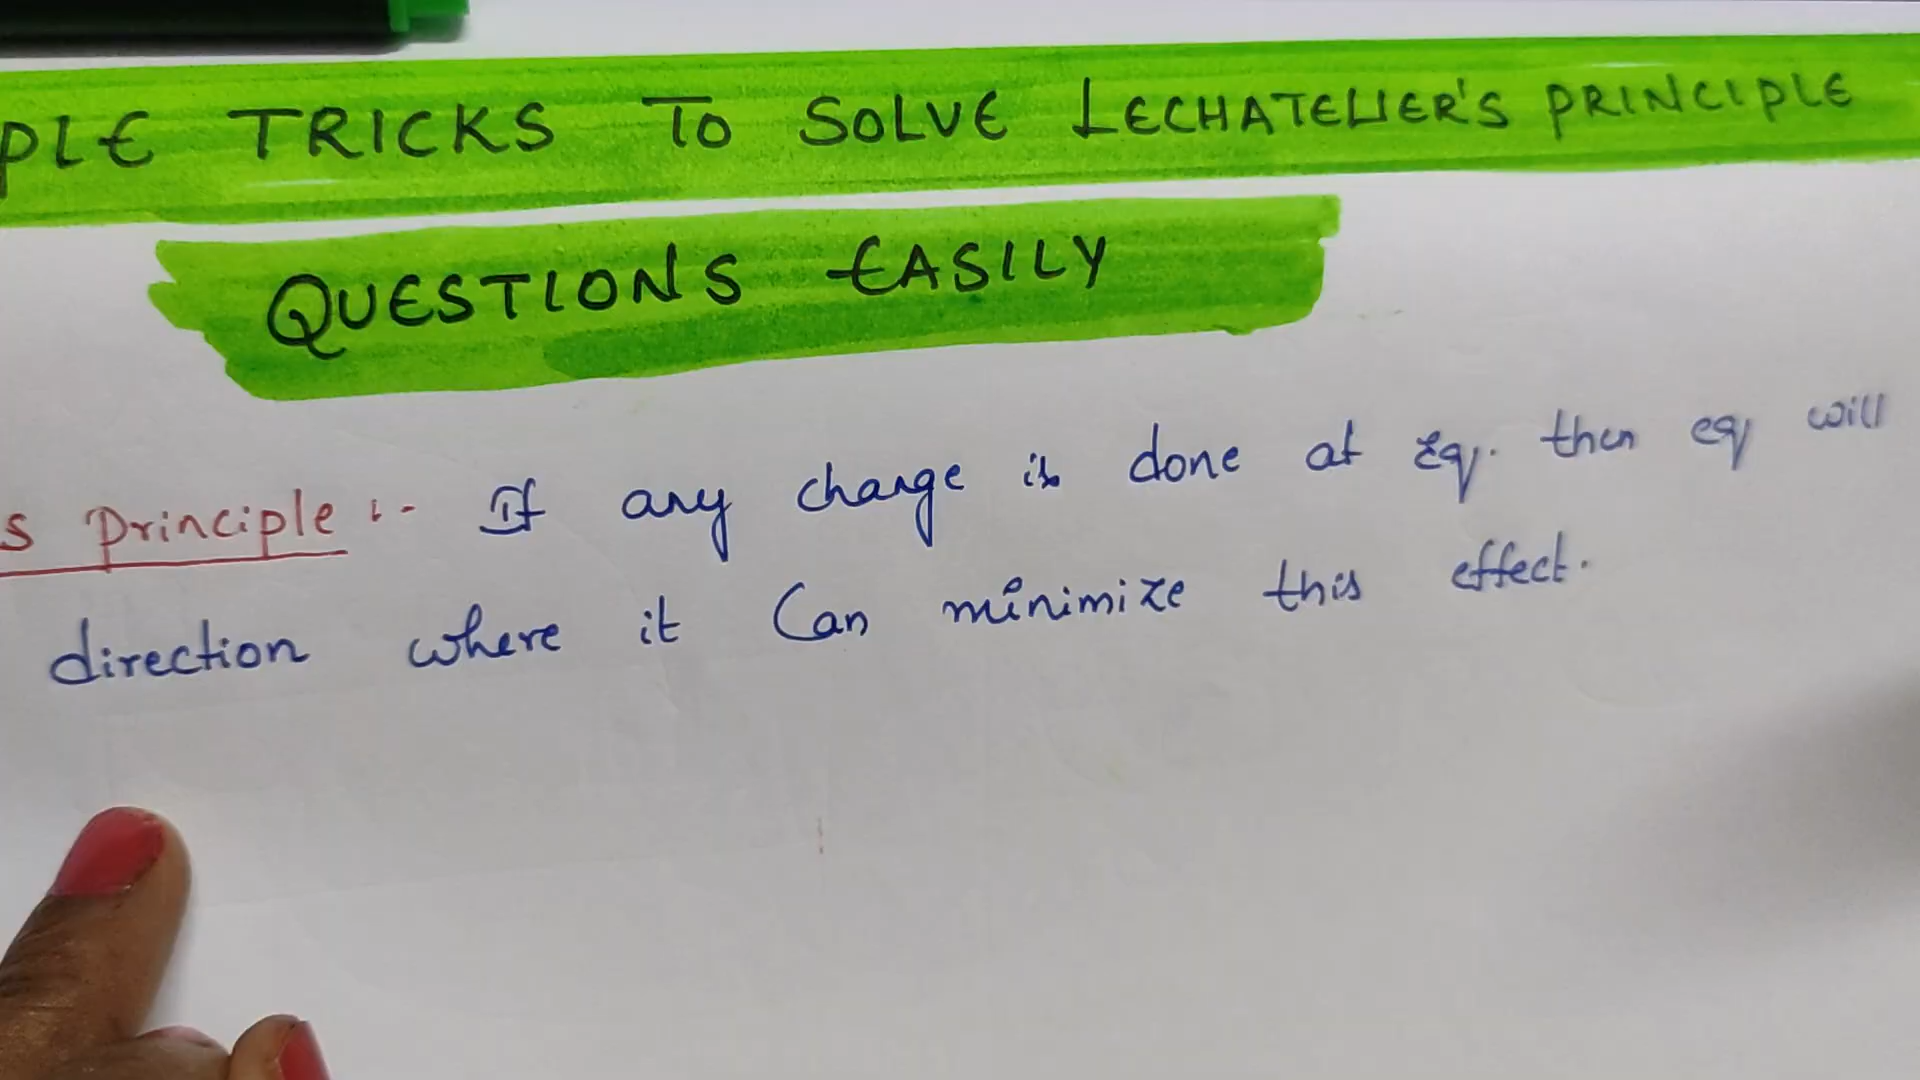 PLE TRICKS TO SOLVE LECHATELIER'S PRINCIPLE
QUESTIONS EASILY
s Principle :- If any change is done at Eq. then eq will
direction where it Can minimize this effect.